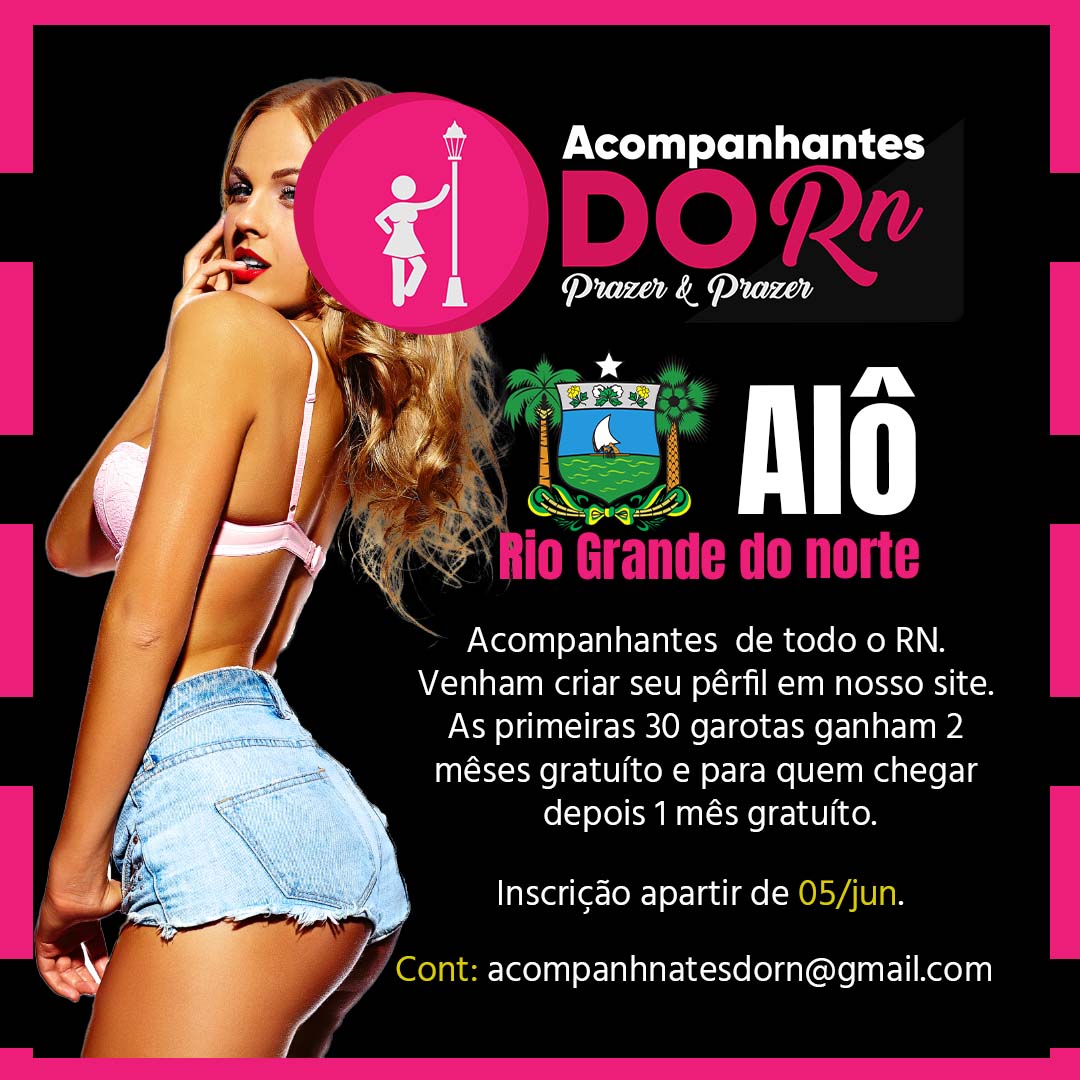 Acompanhantes
DO Rn
Prazer & Prazer
Alô
Rio Grande do norte
Acompanhantes de todo o RN.
Venham criar seu pêrfil em nosso site.
As primeiras 30 garotas ganham 2
mêses gratuíto e para quem chegar
depois 1 mês gratuíto.
Inscrição apartir de 05/jun.
Cont: acompanhnatesdorn@gmail.com